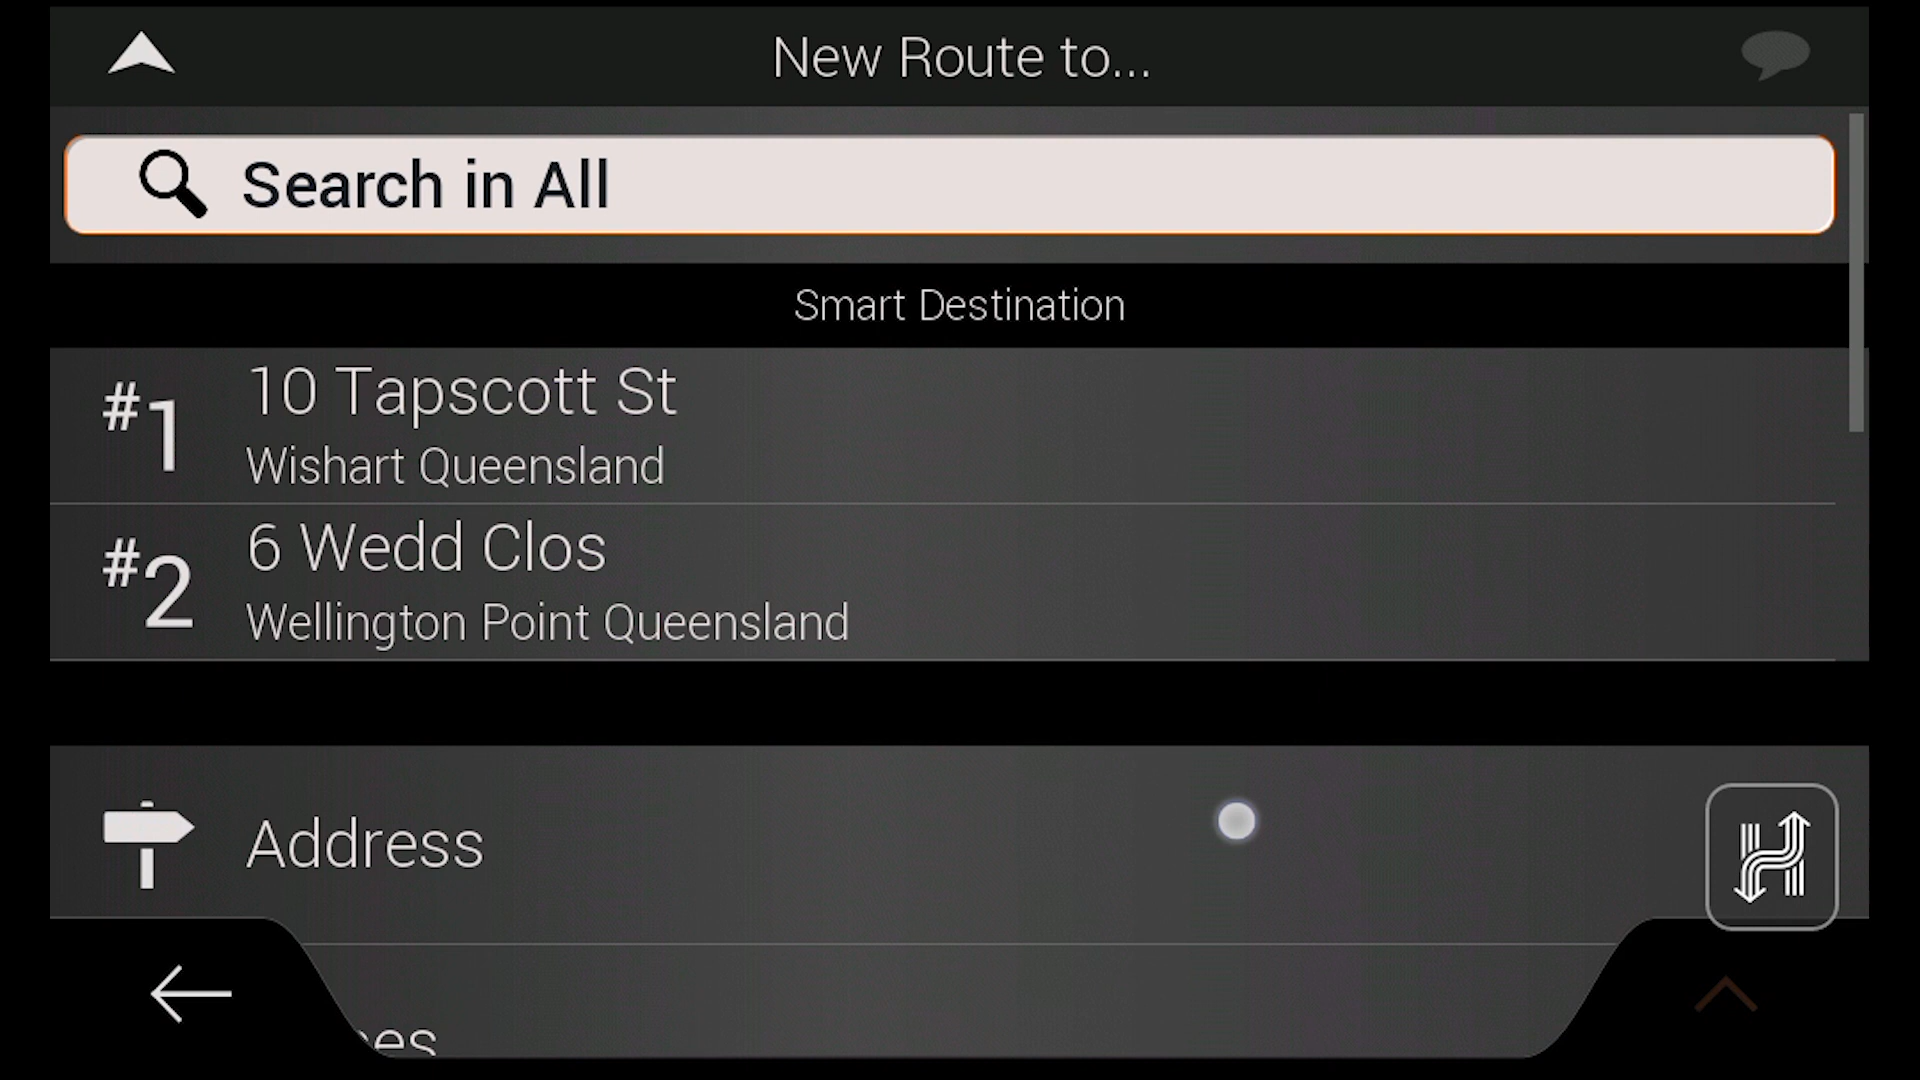 New Route to...
Search in All
Smart Destination
#1
10 Tapscott St
Wishart Queensland
#2
6 Wedd Clos
Wellington Point Queensland
Address